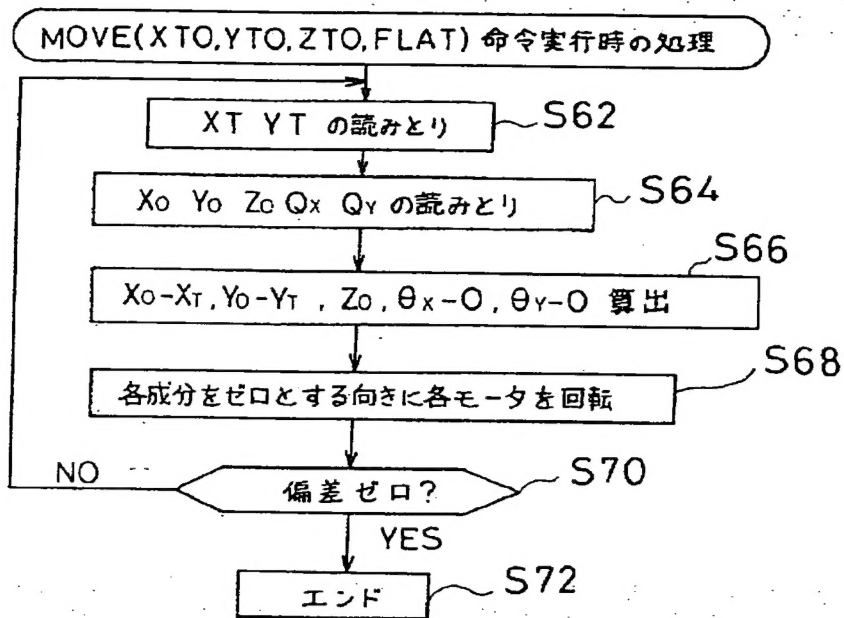 MOVE(XTO,YTO,ZTO,FLAT) 命令実行時の処理
XT YT の読みとり
S62
XO YO ZO QX QY の読みとり
S64
S66
XO-XT,YO-YT , ZO, θX-O, θY-O 算出
S68
各成分をゼロとする向きに各モータを回転
NO
偏差ゼロ?
S70
YES
エンド
S72